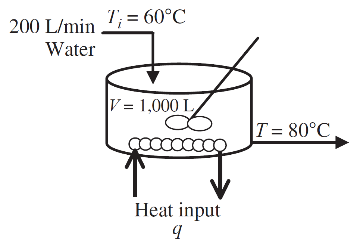 200 L/min
Water
T_i = 60°C
V = 1,000 L
T = 80°C
Heat input
q